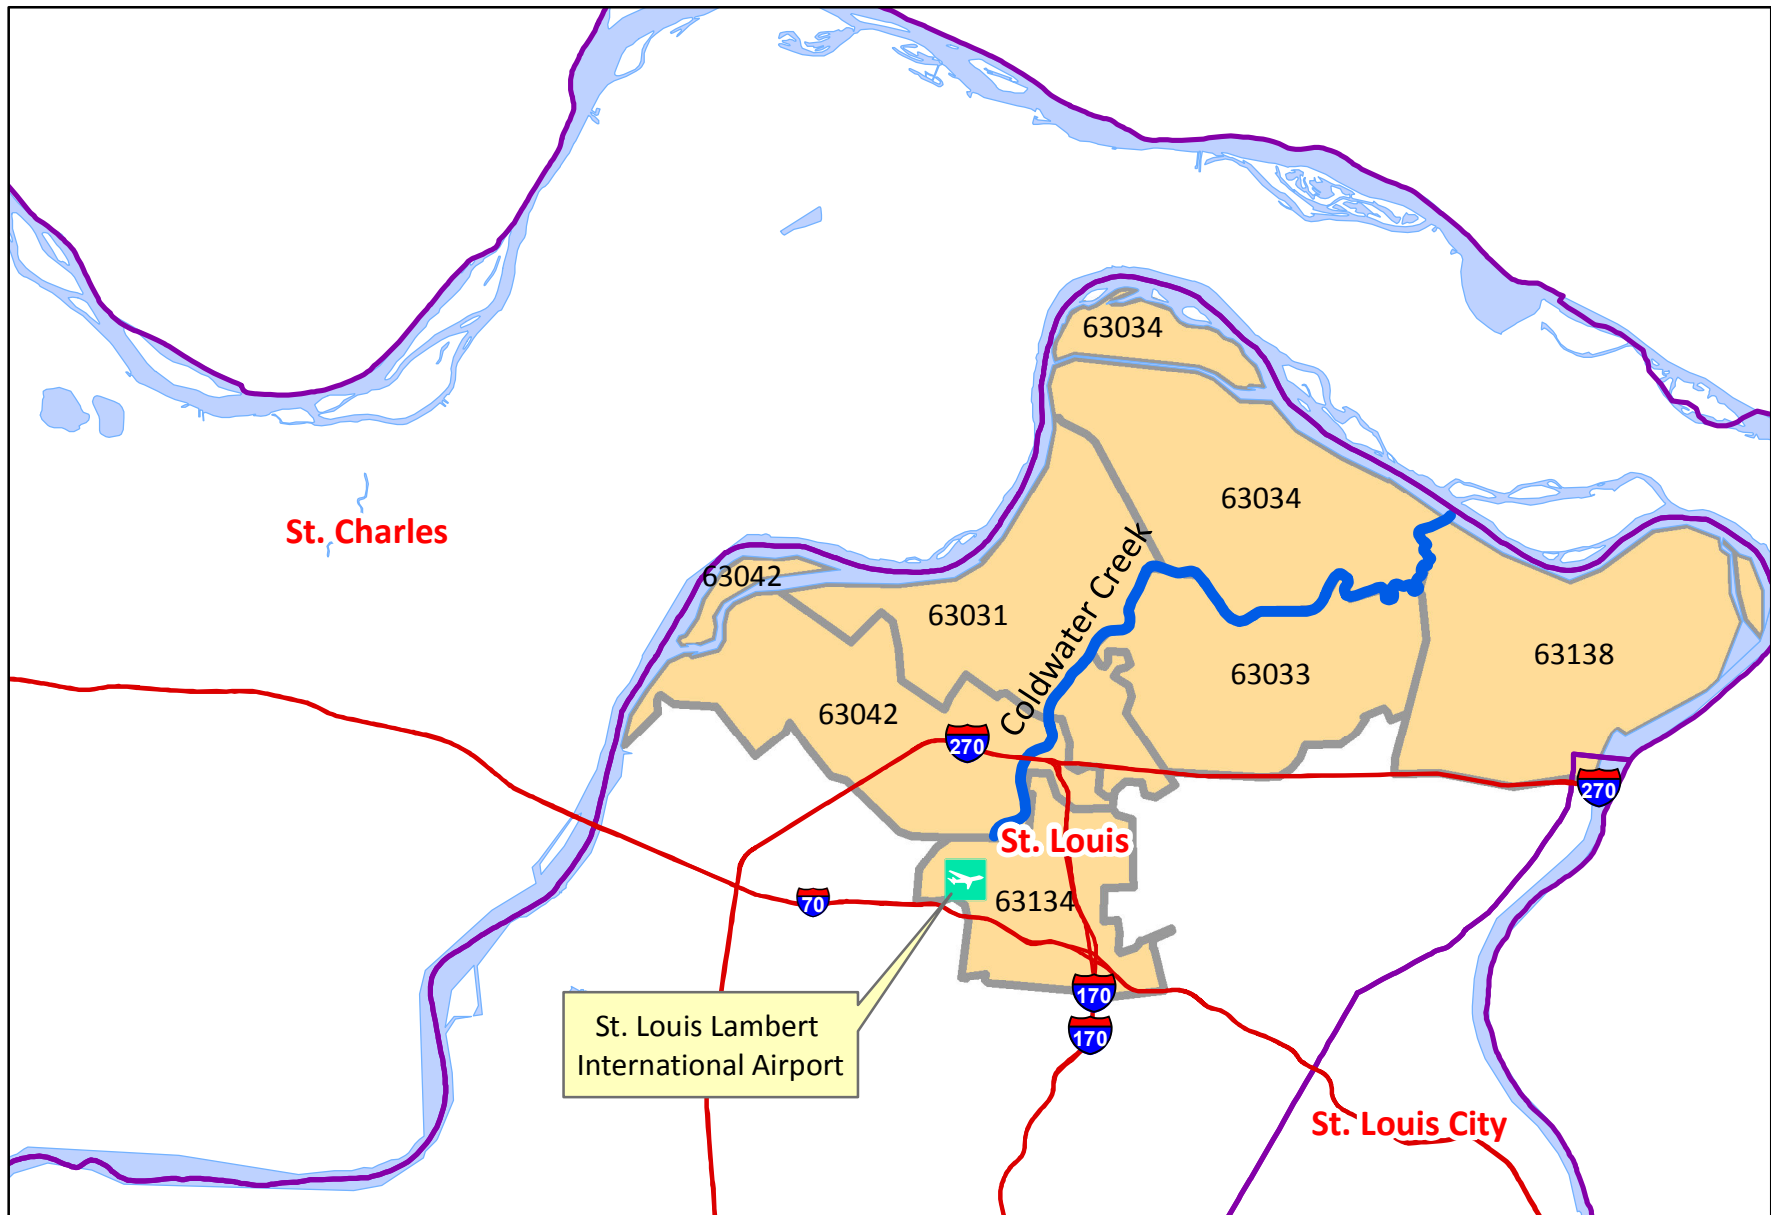 63034
63034
St. Charles
63042
63031
Coldwater Creek
63033
63138
63042
270
270
St. Louis
70
63134
170
St. Louis Lambert
International Airport
170
St. Louis City